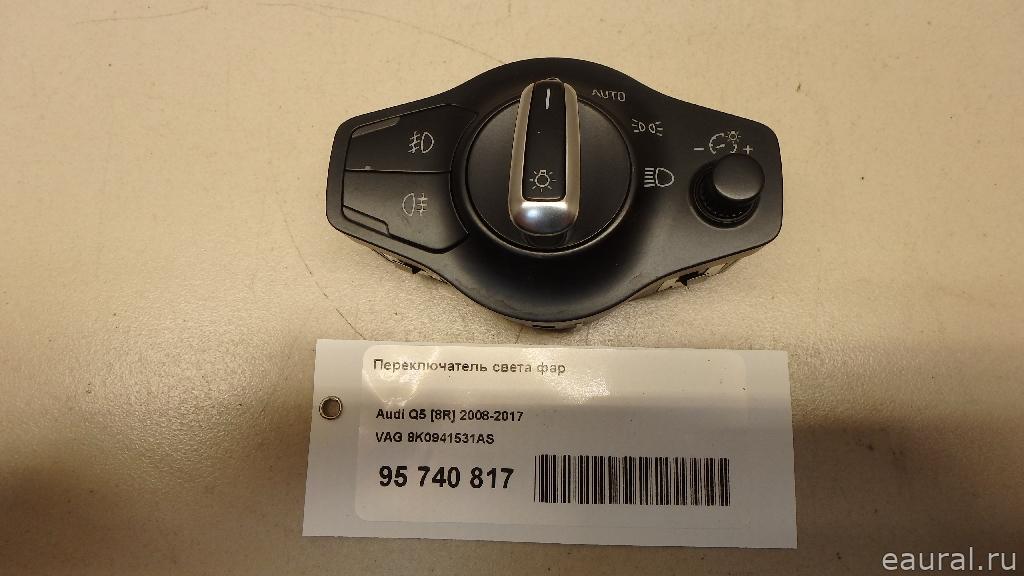 AUTO
- +
Переключатель света фар
Audi Q5 [8R] 2008-2017
VAG 8K0941531AS
95 740 817
eaural.ru